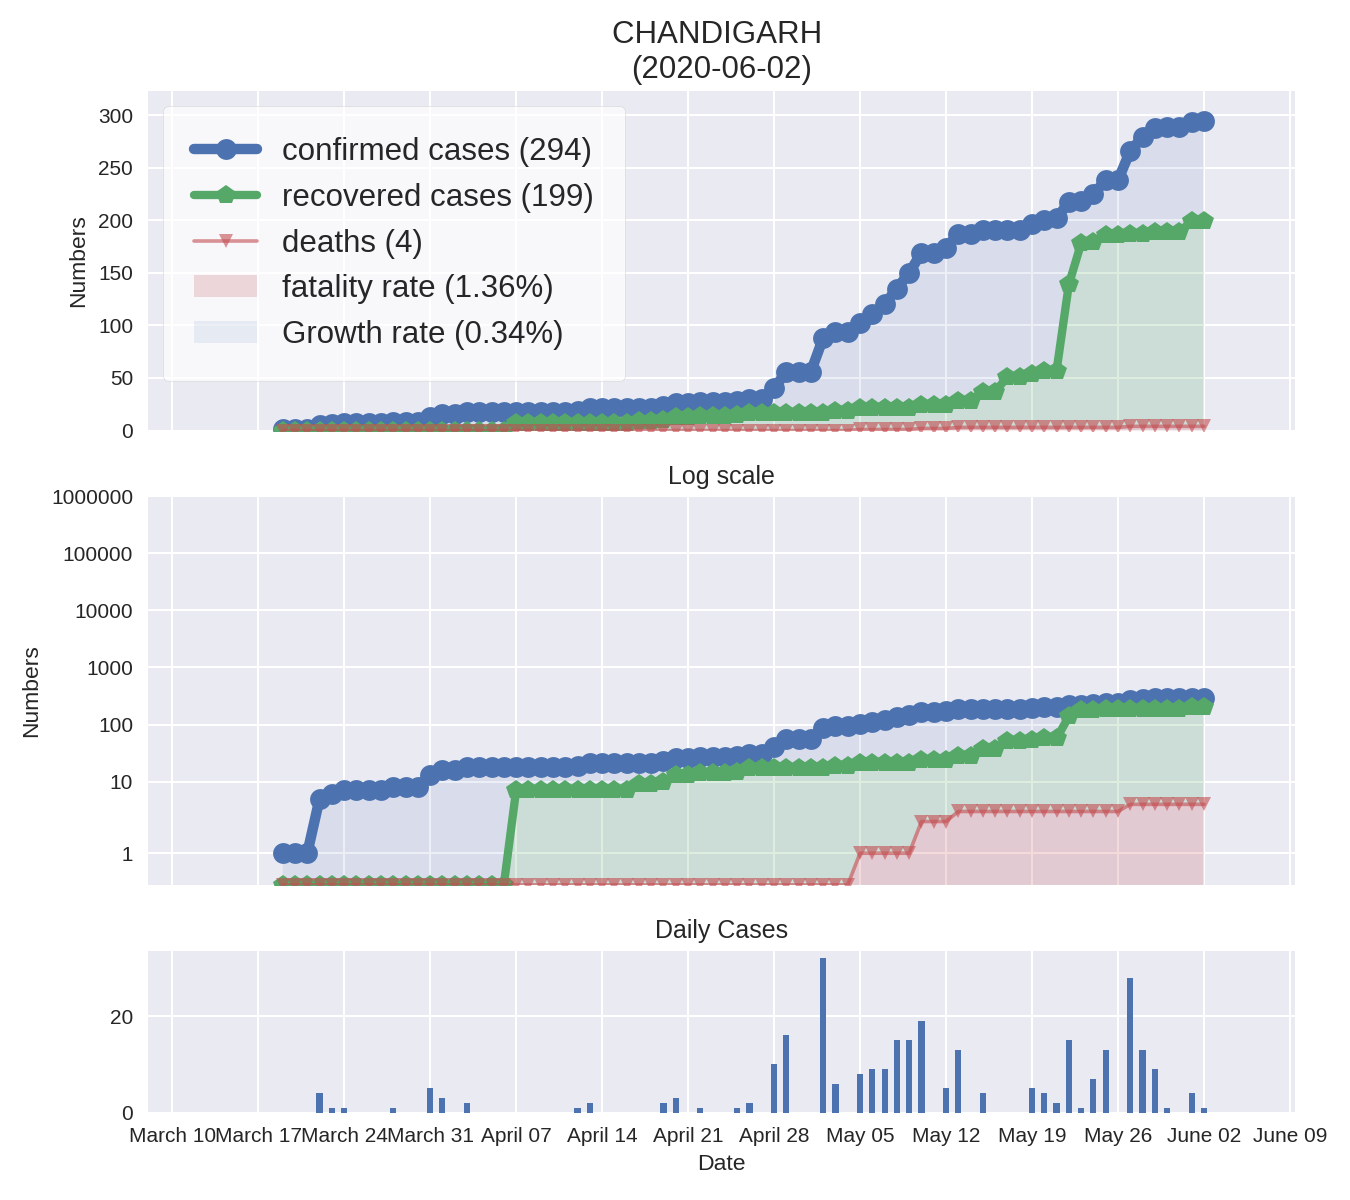 CHANDIGARH
(2020-06-02)
300
250
200
150
100
50
0
Numbers
confirmed cases (294)
recovered cases (199)
deaths (4)
fatality rate (1.36%)
Growth rate (0.34%)
Log scale
1000000
100000
10000
1000
100
10
1
Numbers
Daily Cases
20
0
March 10 March 17 March 24 March 31 April 07 April 14 April 21 April 28 May 05 May 12 May 19 May 26 June 02 June 09
Date